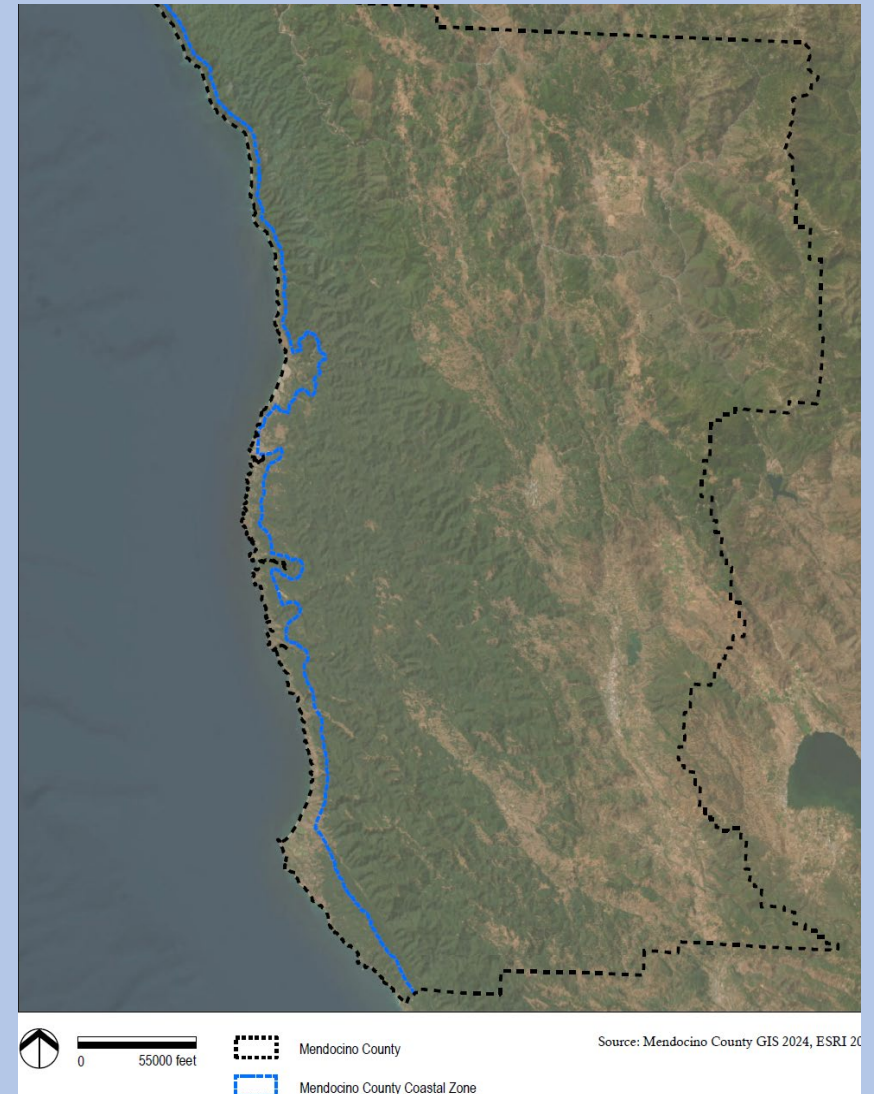 0
55000 feet
Mendocino County
Source: Mendocino County GIS 2024, ESRI 20
Mendocino County Coastal Zone